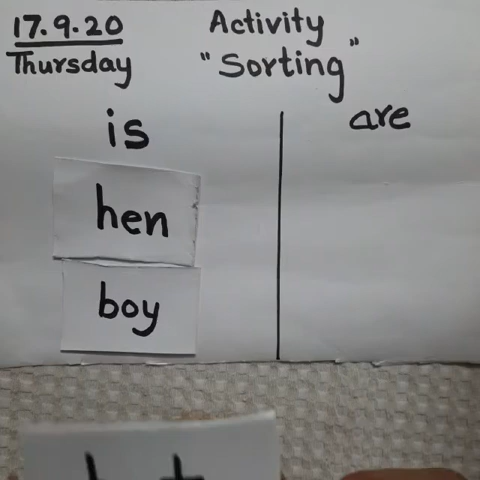 17.9.20
Thursday
Activity
"Sorting"
is
are
hen
boy